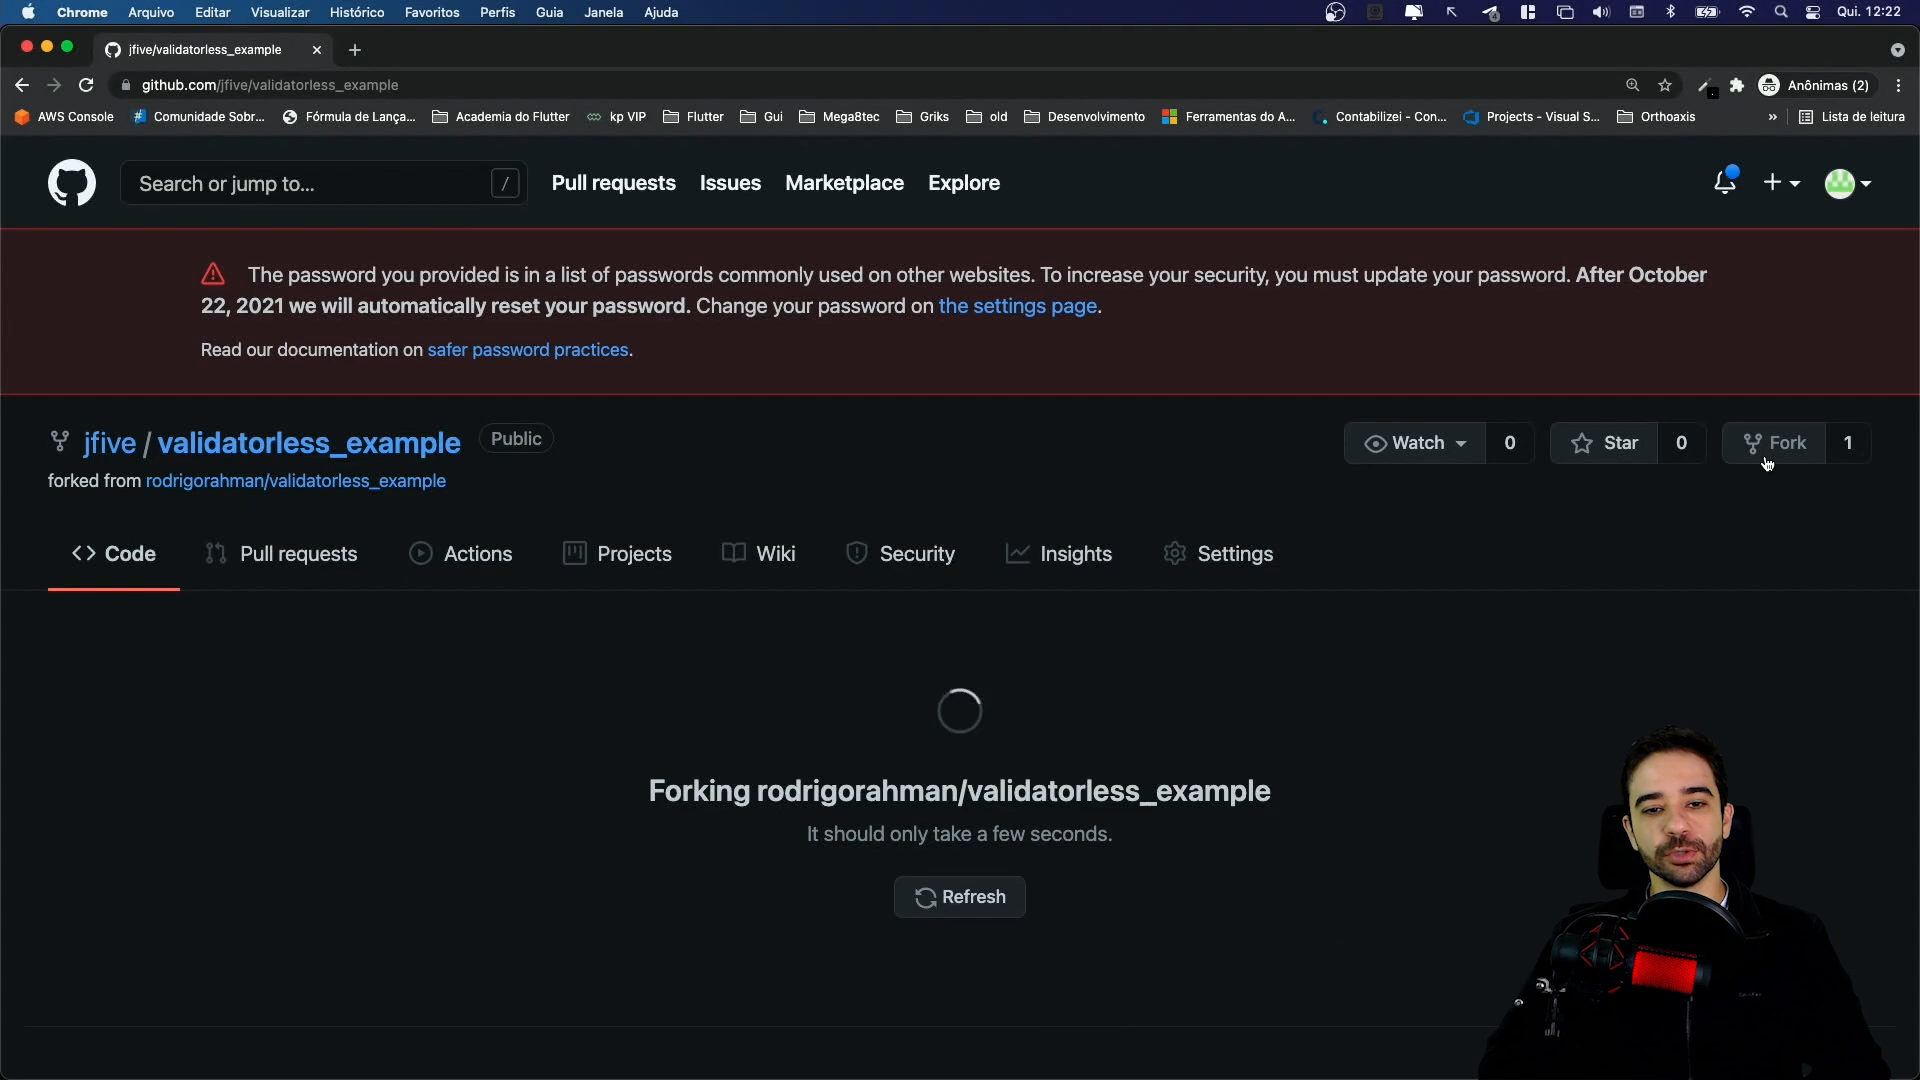 Chrome Arquivo Editar Visualizar Histórico Favoritos Perfis Guia Janela Ajuda Qui. 12:22
jfive/validatorless_example
github.com/jfive/validatorless_example Anônimas (2)
AWS Console Comunidade Sobr... Fórmula de Lança... Academia do Flutter kp VIP Flutter Gui Mega8tec Griks old Desenvolvimento Ferramentas do A... Contabilizei - Con... Projects - Visual S... Orthoaxis » Lista de leitura
Search or jump to... / Pull requests Issues Marketplace Explore
The password you provided is in a list of passwords commonly used on other websites. To increase your security, you must update your password. After October
22, 2021 we will automatically reset your password. Change your password on the settings page.
Read our documentation on safer password practices.
jfive / validatorless_example Public Watch 0 Star 0 Fork 1
forked from rodrigorahman/validatorless_example
Code Pull requests Actions Projects Wiki Security Insights Settings
Forking rodrigorahman/validatorless_example
It should only take a few seconds.
Refresh